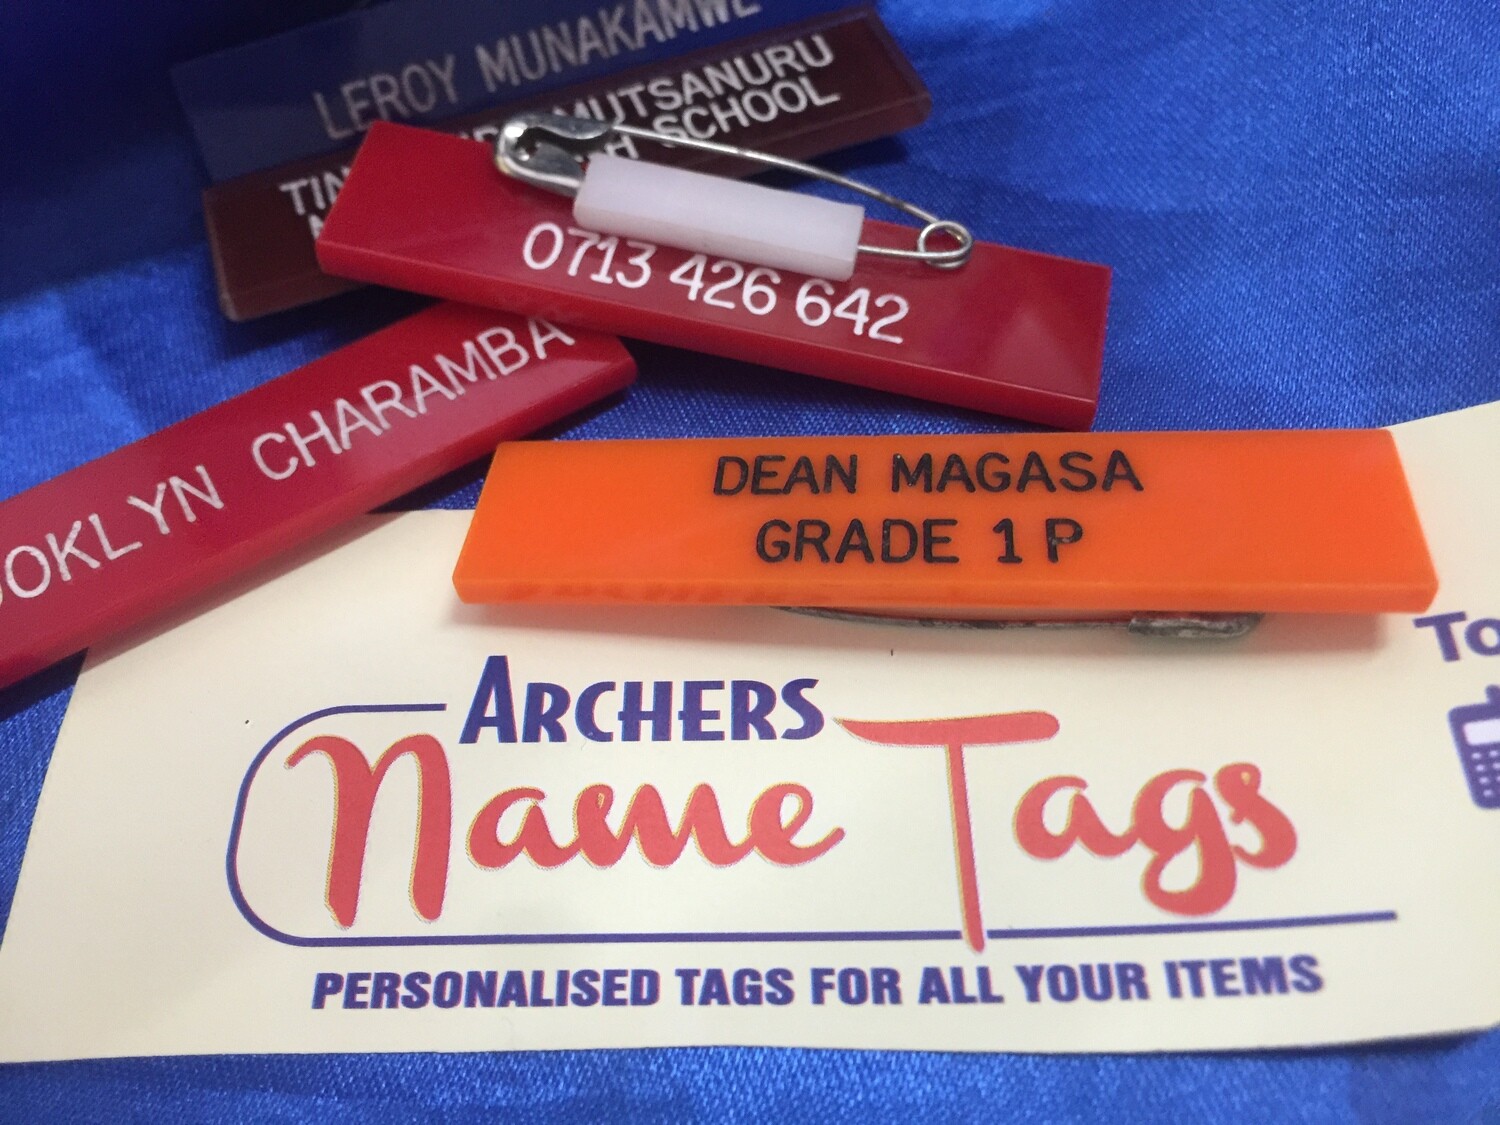 LEROY MUNAKAMWE
MUTSANURU
SCHOOL
0713 426 642
CHARAMBA
DEAN MAGASA
GRADE 1 P
ARCHERS
Name Tags
PERSONALISED TAGS FOR ALL YOUR ITEMS